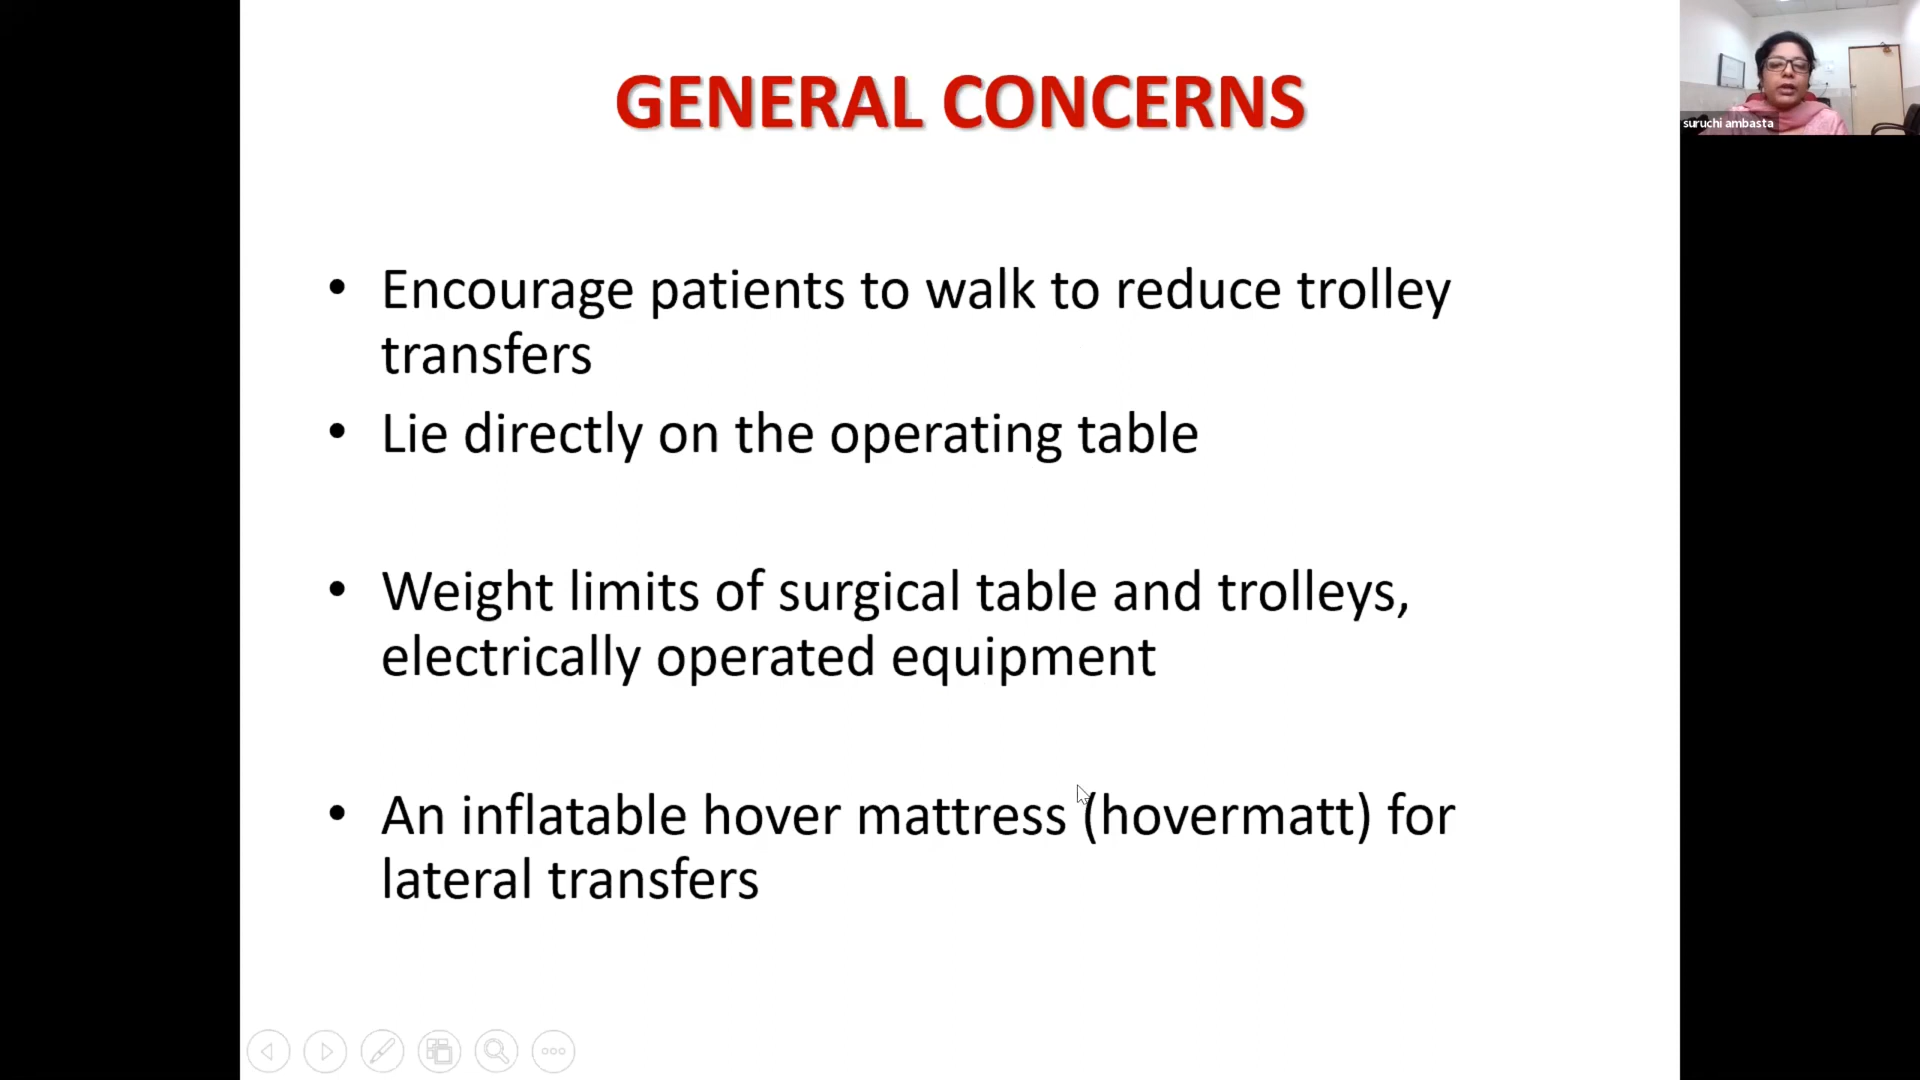 GENERAL CONCERNS
suruchi ambasta
• Encourage patients to walk to reduce trolley
transfers
• Lie directly on the operating table
• Weight limits of surgical table and trolleys,
electrically operated equipment
• An inflatable hover mattress (hovermatt) for
lateral transfers